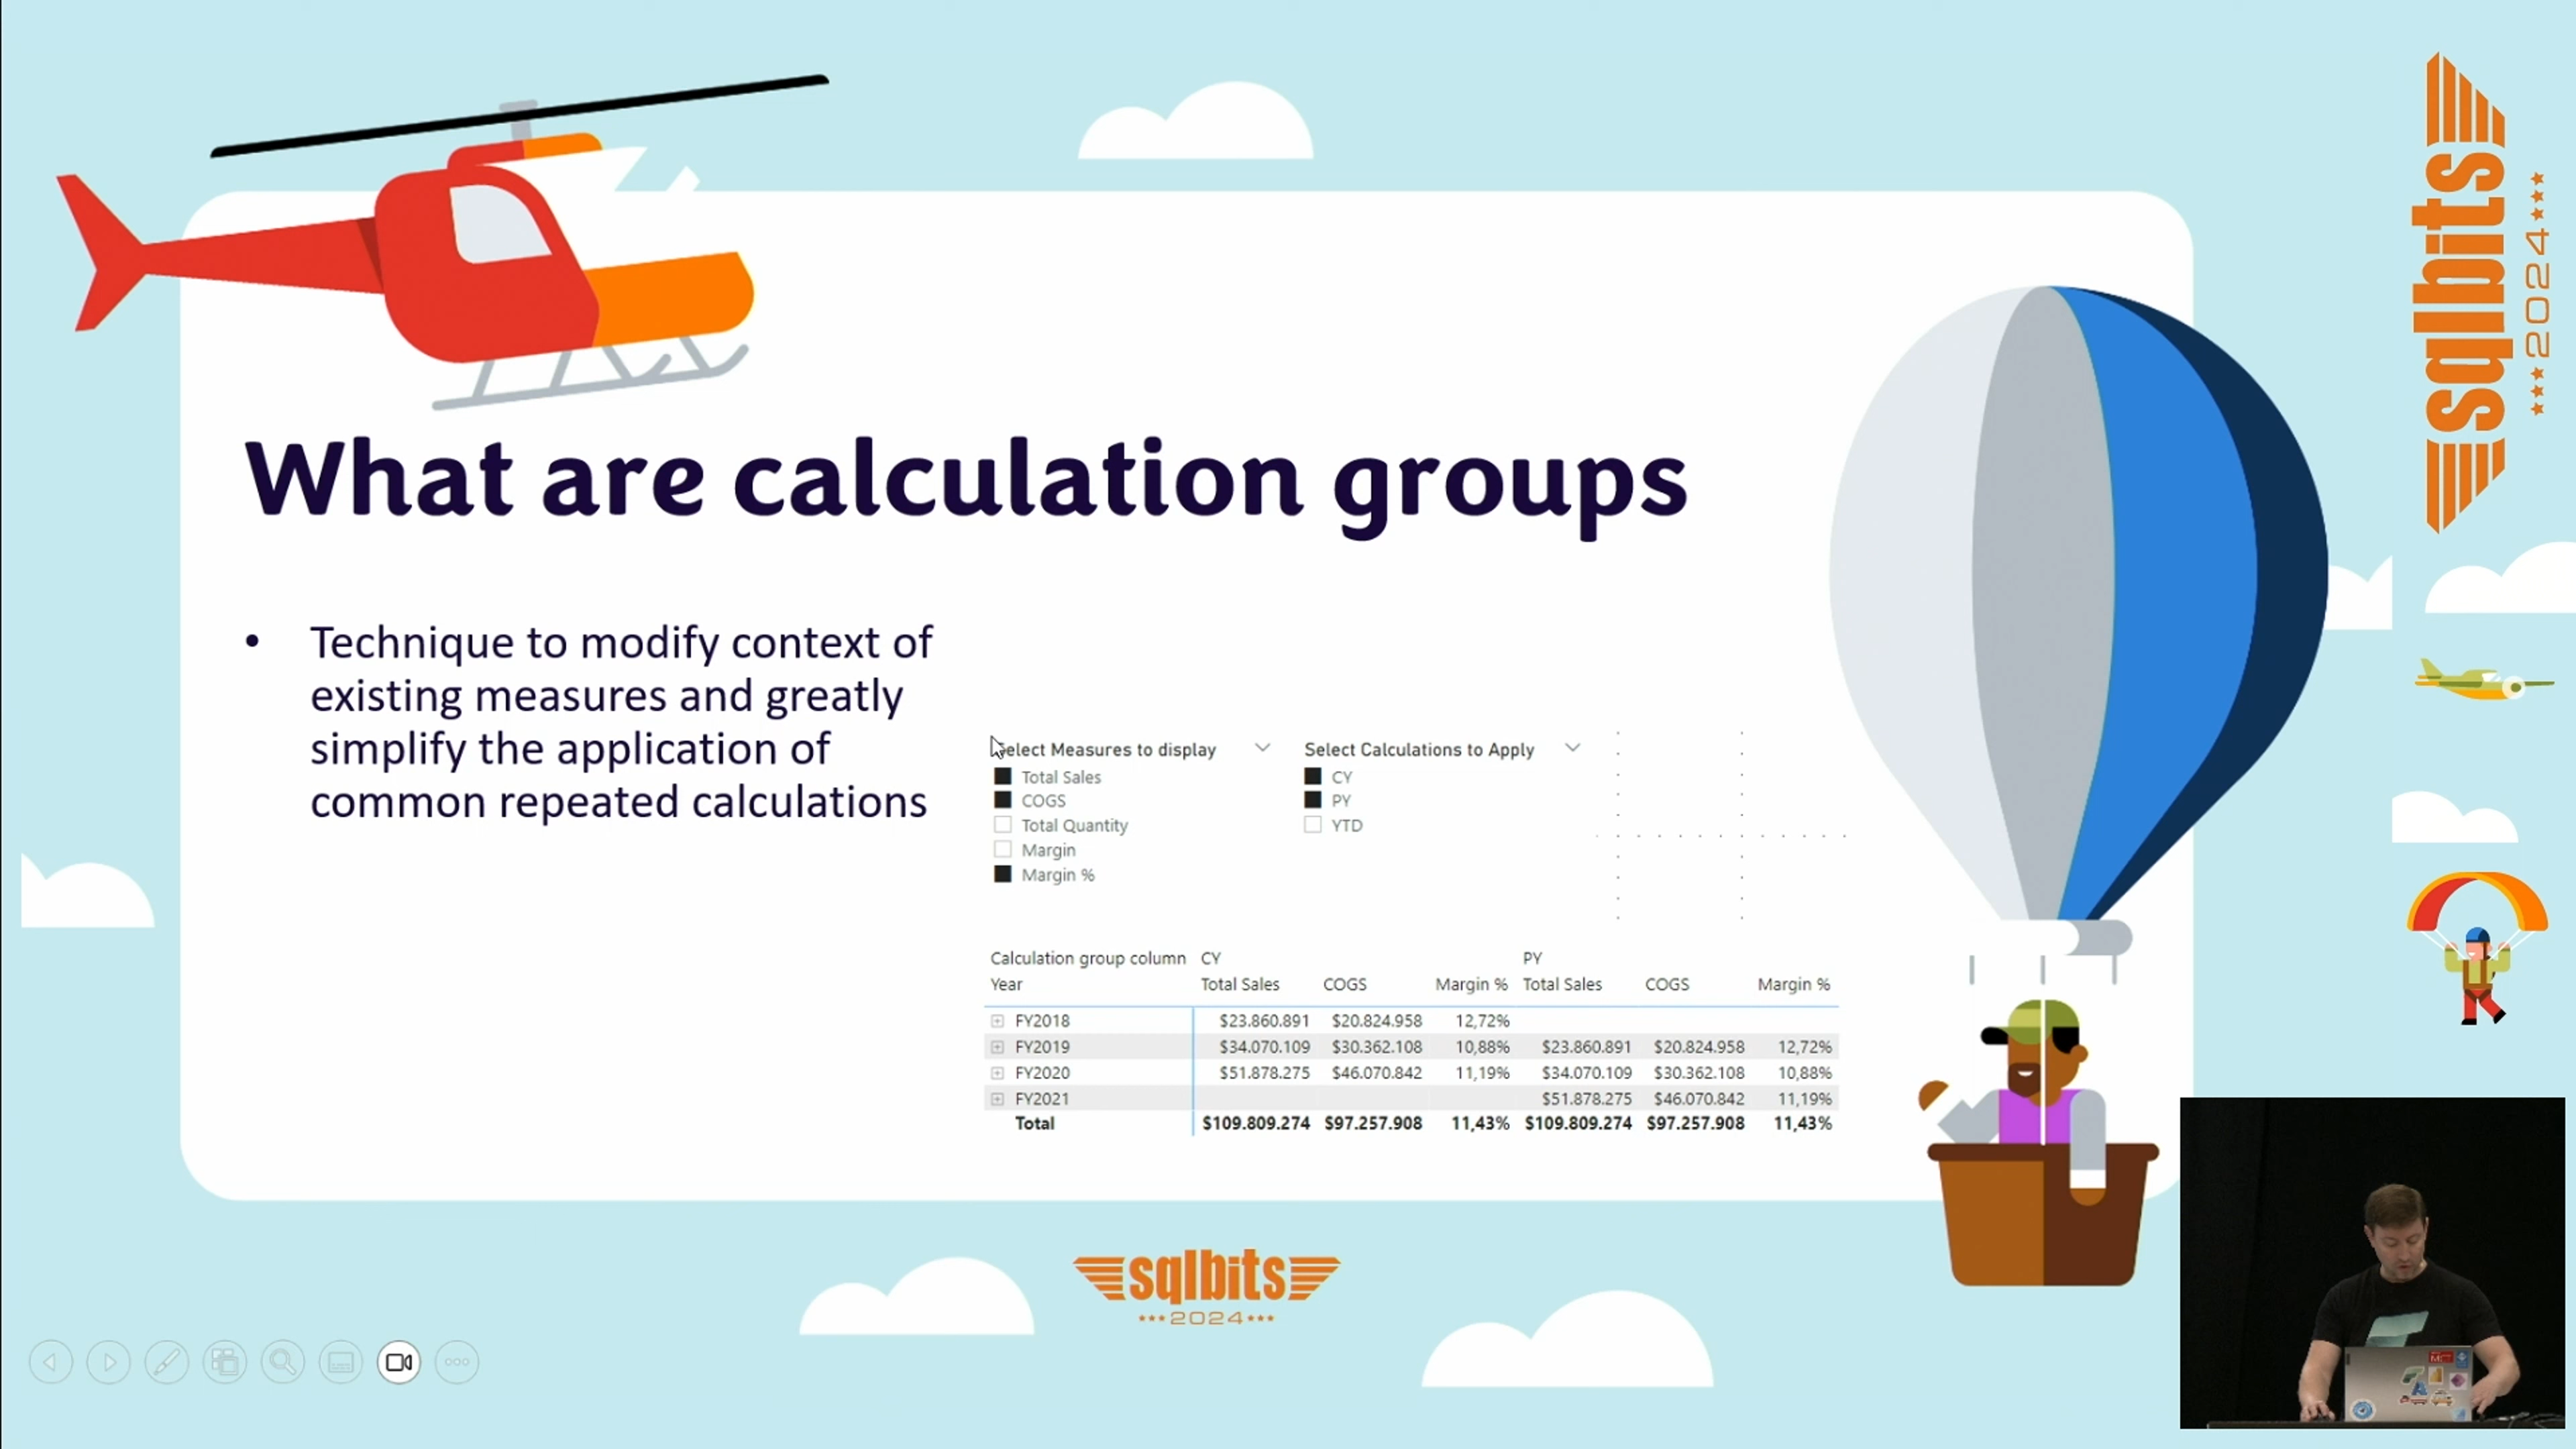 What are calculation groups
• Technique to modify context of
existing measures and greatly
simplify the application of
common repeated calculations
Select Measures to display
Total Sales
COGS
Total Quantity
Margin
Margin %
Select Calculations to Apply
CY
PY
YTD
Calculation group column CY PY
Year Total Sales COGS Margin % Total Sales COGS Margin %
FY2018 $23.860.891 $20.824.958 12,72%
FY2019 $34.070.109 $30.362.108 10,88% $23.860.891 $20.824.958 12,72%
FY2020 $51.878.275 $46.070.842 11,19% $34.070.109 $30.362.108 10,88%
FY2021 $51.878.275 $46.070.842 11,19%
Total $109.809.274 $97.257.908 11,43% $109.809.274 $97.257.908 11,43%
sqlbits
2024
sqlbits
2024